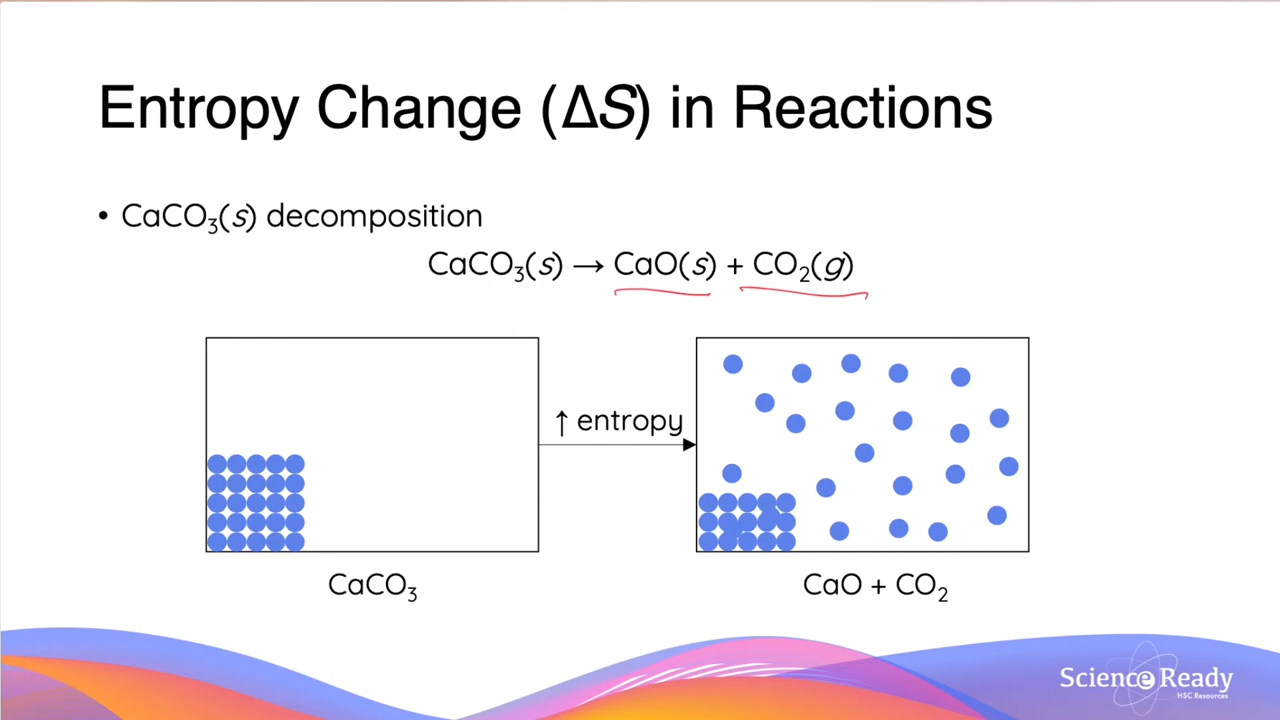 Entropy Change (ΔS) in Reactions
• CaCO₃(s) decomposition
CaCO₃(s) → CaO(s) + CO₂(g)
↑ entropy
CaCO₃
CaO + CO₂
Science Ready
HSC Resources